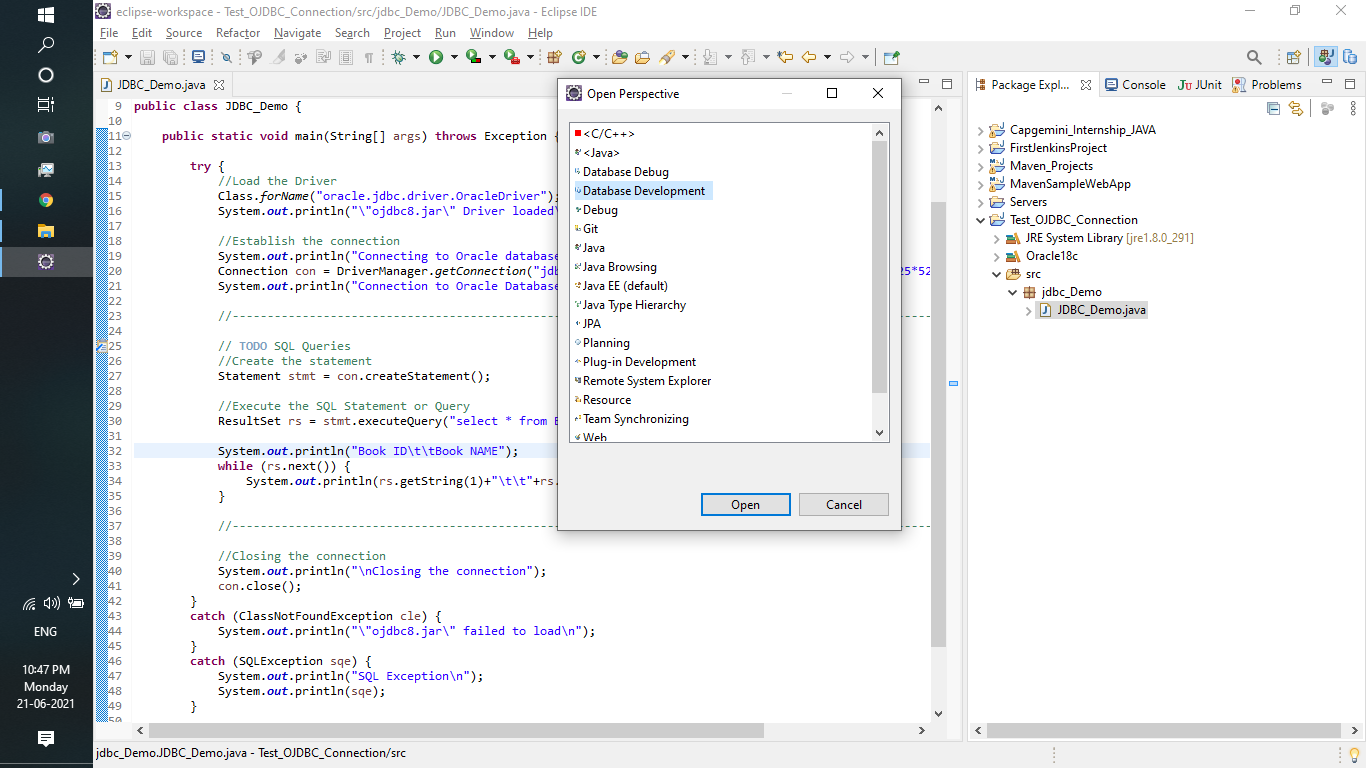 eclipse-workspace - Test_OJDBC_Connection/src/jdbc_Demo/JDBC_Demo.java - Eclipse IDE
File Edit Source Refactor Navigate Search Project Run Window Help
JDBC_Demo.java
9 public class JDBC_Demo {
10
11 public static void main(String[] args) throws Exception {
12
13 try {
14 //Load the Driver
15 Class.forName("oracle.jdbc.driver.OracleDriver");
16 System.out.println("\"ojdbc8.jar\" Driver loaded\
17
18 //Establish the connection
19 System.out.println("Connecting to Oracle database
20 Connection con = DriverManager.getConnection("jdb 25*52
21 System.out.println("Connection to Oracle Database
22
23 //------------------------------------------------
24
25 // TODO SQL Queries
26 //Create the statement
27 Statement stmt = con.createStatement();
28
29 //Execute the SQL Statement or Query
30 ResultSet rs = stmt.executeQuery("select * from
31
32 System.out.println("Book ID\t\tBook NAME");
33 while (rs.next()) {
34 System.out.println(rs.getString(1)+"\t\t"+rs.
35 }
36
37 //------------------------------------------------
38
39 //Closing the connection
40 System.out.println("\nClosing the connection");
41 con.close();
42 }
43 catch (ClassNotFoundException cle) {
44 System.out.println("\"ojdbc8.jar\" failed to load\n");
45 }
46 catch (SQLException sqe) {
47 System.out.println("SQL Exception\n");
48 System.out.println(sqe);
49 }
50
Open Perspective
<C/C++>
<Java>
Database Debug
Database Development
Debug
Git
Java
Java Browsing
Java EE (default)
Java Type Hierarchy
JPA
Planning
Plug-in Development
Remote System Explorer
Resource
Team Synchronizing
Web
Open Cancel
Package Expl... Console JUnit Problems
Capgemini_Internship_JAVA
FirstJenkinsProject
Maven_Projects
MavenSampleWebApp
Servers
Test_OJDBC_Connection
JRE System Library [jre1.8.0_291]
Oracle18c
src
jdbc_Demo
JDBC_Demo.java
ENG
10:47 PM
Monday
21-06-2021
jdbc_Demo.JDBC_Demo.java - Test_OJDBC_Connection/src